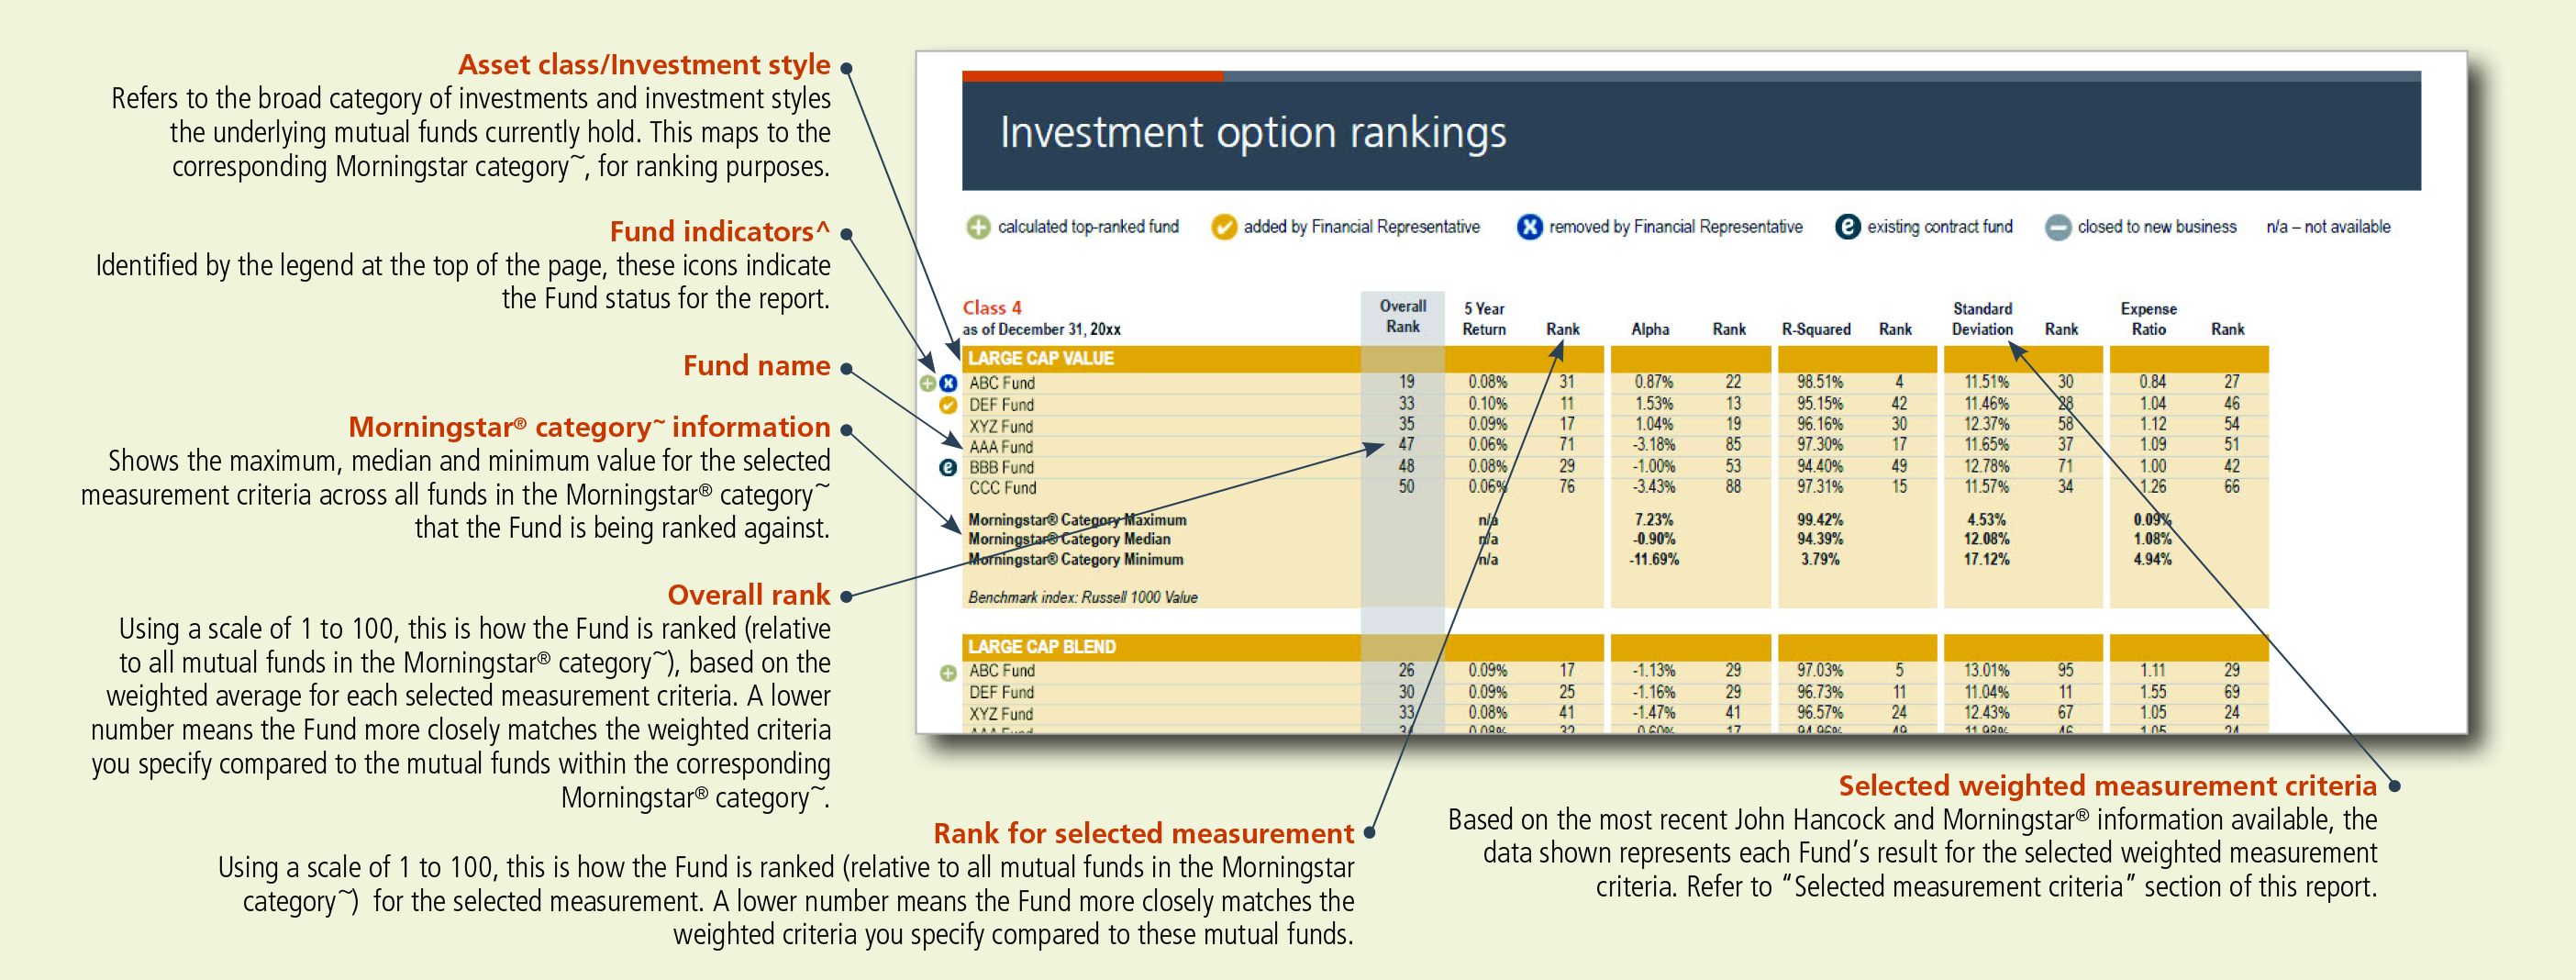 Asset class/Investment style
Refers to the broad category of investments and investment styles
the underlying mutual funds currently hold. This maps to the
corresponding Morningstar category~, for ranking purposes.
Fund indicators^
Identified by the legend at the top of the page, these icons indicate
the Fund status for the report.
Fund name
Morningstar® category~ information
Shows the maximum, median and minimum value for the selected
measurement criteria across all funds in the Morningstar® category~
that the Fund is being ranked against.
Overall rank
Using a scale of 1 to 100, this is how the Fund is ranked (relative
to all mutual funds in the Morningstar® category~), based on the
weighted average for each selected measurement criteria. A lower
number means the Fund more closely matches the weighted criteria
you specify compared to the mutual funds within the corresponding
Morningstar® category~.
Investment option rankings
calculated top-ranked fund added by Financial Representative removed by Financial Representative e existing contract fund closed to new business n/a – not available
Class 4 Overall 5 Year Standard Expense
as of December 31, 20xx Rank Return Rank Alpha Rank R-Squared Rank Deviation Rank Ratio Rank
LARGE CAP VALUE
ABC Fund 19 0.08% 31 0.87% 22 98.51% 4 11.51% 30 0.84 27
DEF Fund 33 0.10% 11 1.53% 13 95.15% 42 11.46% 28 1.04 46
XYZ Fund 35 0.09% 17 1.04% 19 96.16% 30 12.37% 58 1.12 54
AAA Fund 47 0.06% 71 -3.18% 85 97.30% 17 11.65% 37 1.09 51
e BBB Fund 48 0.08% 29 -1.00% 53 94.40% 49 12.78% 71 1.00 42
CCC Fund 50 0.06% 76 -3.43% 88 97.31% 15 11.57% 34 1.26 66
Morningstar® Category Maximum n/a 7.23% 99.42% 4.53% 0.09%
Morningstar® Category Median n/a -0.90% 94.39% 12.08% 1.08%
Morningstar® Category Minimum n/a -11.69% 3.79% 17.12% 4.94%
Benchmark index: Russell 1000 Value
LARGE CAP BLEND
ABC Fund 26 0.09% 17 -1.13% 29 97.03% 5 13.01% 95 1.11 29
DEF Fund 30 0.09% 25 -1.16% 29 96.73% 11 11.04% 11 1.55 69
XYZ Fund 33 0.08% 41 -1.47% 41 96.57% 24 12.43% 67 1.05 24
Rank for selected measurement
Using a scale of 1 to 100, this is how the Fund is ranked (relative to all mutual funds in the Morningstar
category~) for the selected measurement. A lower number means the Fund more closely matches the
weighted criteria you specify compared to these mutual funds.
Selected weighted measurement criteria
Based on the most recent John Hancock and Morningstar® information available, the
data shown represents each Fund's result for the selected weighted measurement
criteria. Refer to "Selected measurement criteria" section of this report.